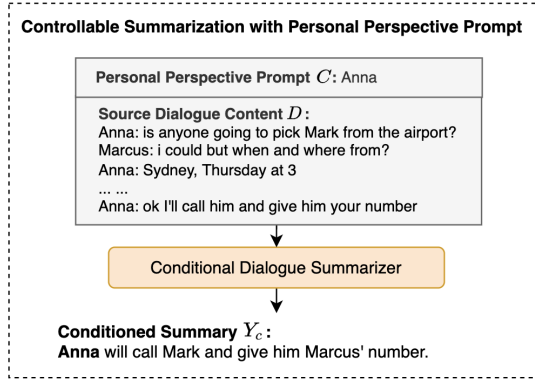 Controllable Summarization with Personal Perspective Prompt
Personal Perspective Prompt C: Anna
Source Dialogue Content D:
Anna: is anyone going to pick Mark from the airport?
Marcus: i could but when and where from?
Anna: Sydney, Thursday at 3
... ...
Anna: ok I'll call him and give him your number
Conditional Dialogue Summarizer
Conditioned Summary Y_c:
Anna will call Mark and give him Marcus' number.